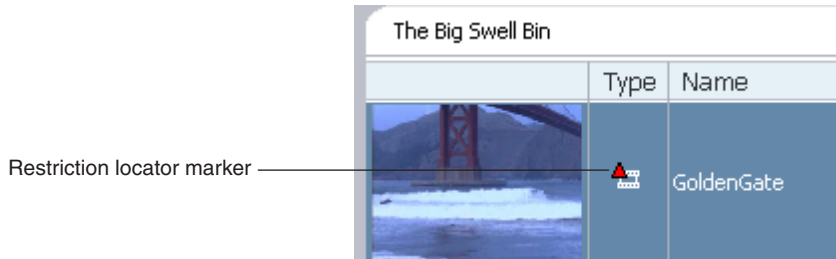 The Big Swell Bin
Type Name
Restriction locator marker
GoldenGate